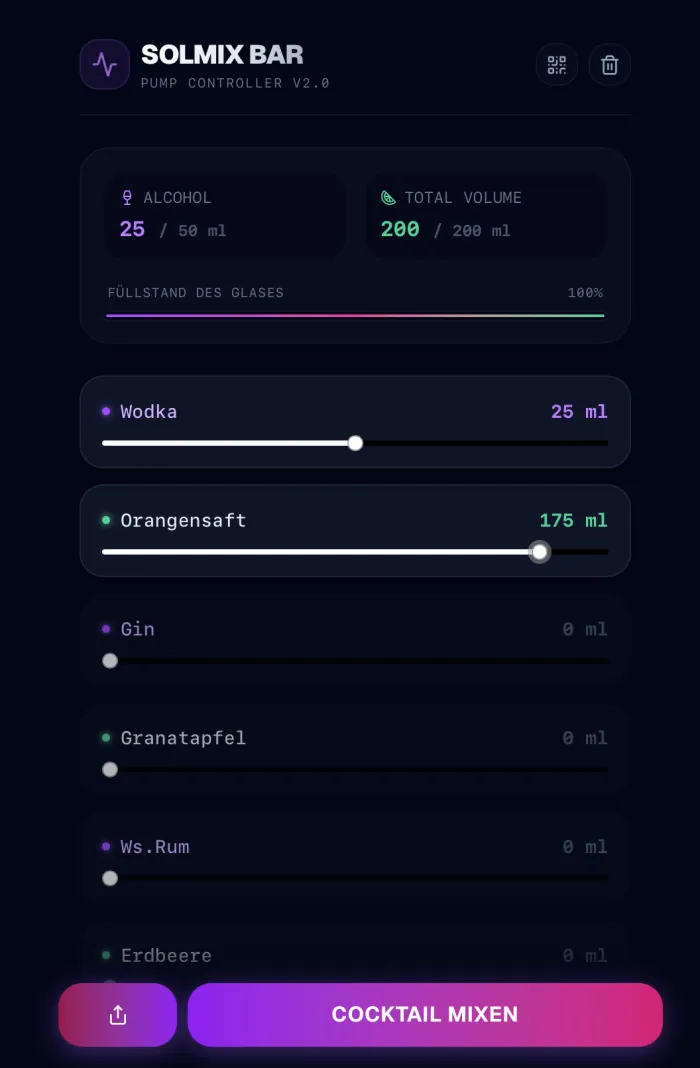 SOLMIX BAR
PUMP CONTROLLER V2.0
ALCOHOL
25 / 50 ml
TOTAL VOLUME
200 / 200 ml
FÜLLSTAND DES GLASES 100%
Wodka 25 ml
Orangensaft 175 ml
Gin 0 ml
Granatapfel 0 ml
Ws.Rum 0 ml
Erdbeere 0 ml
COCKTAIL MIXEN